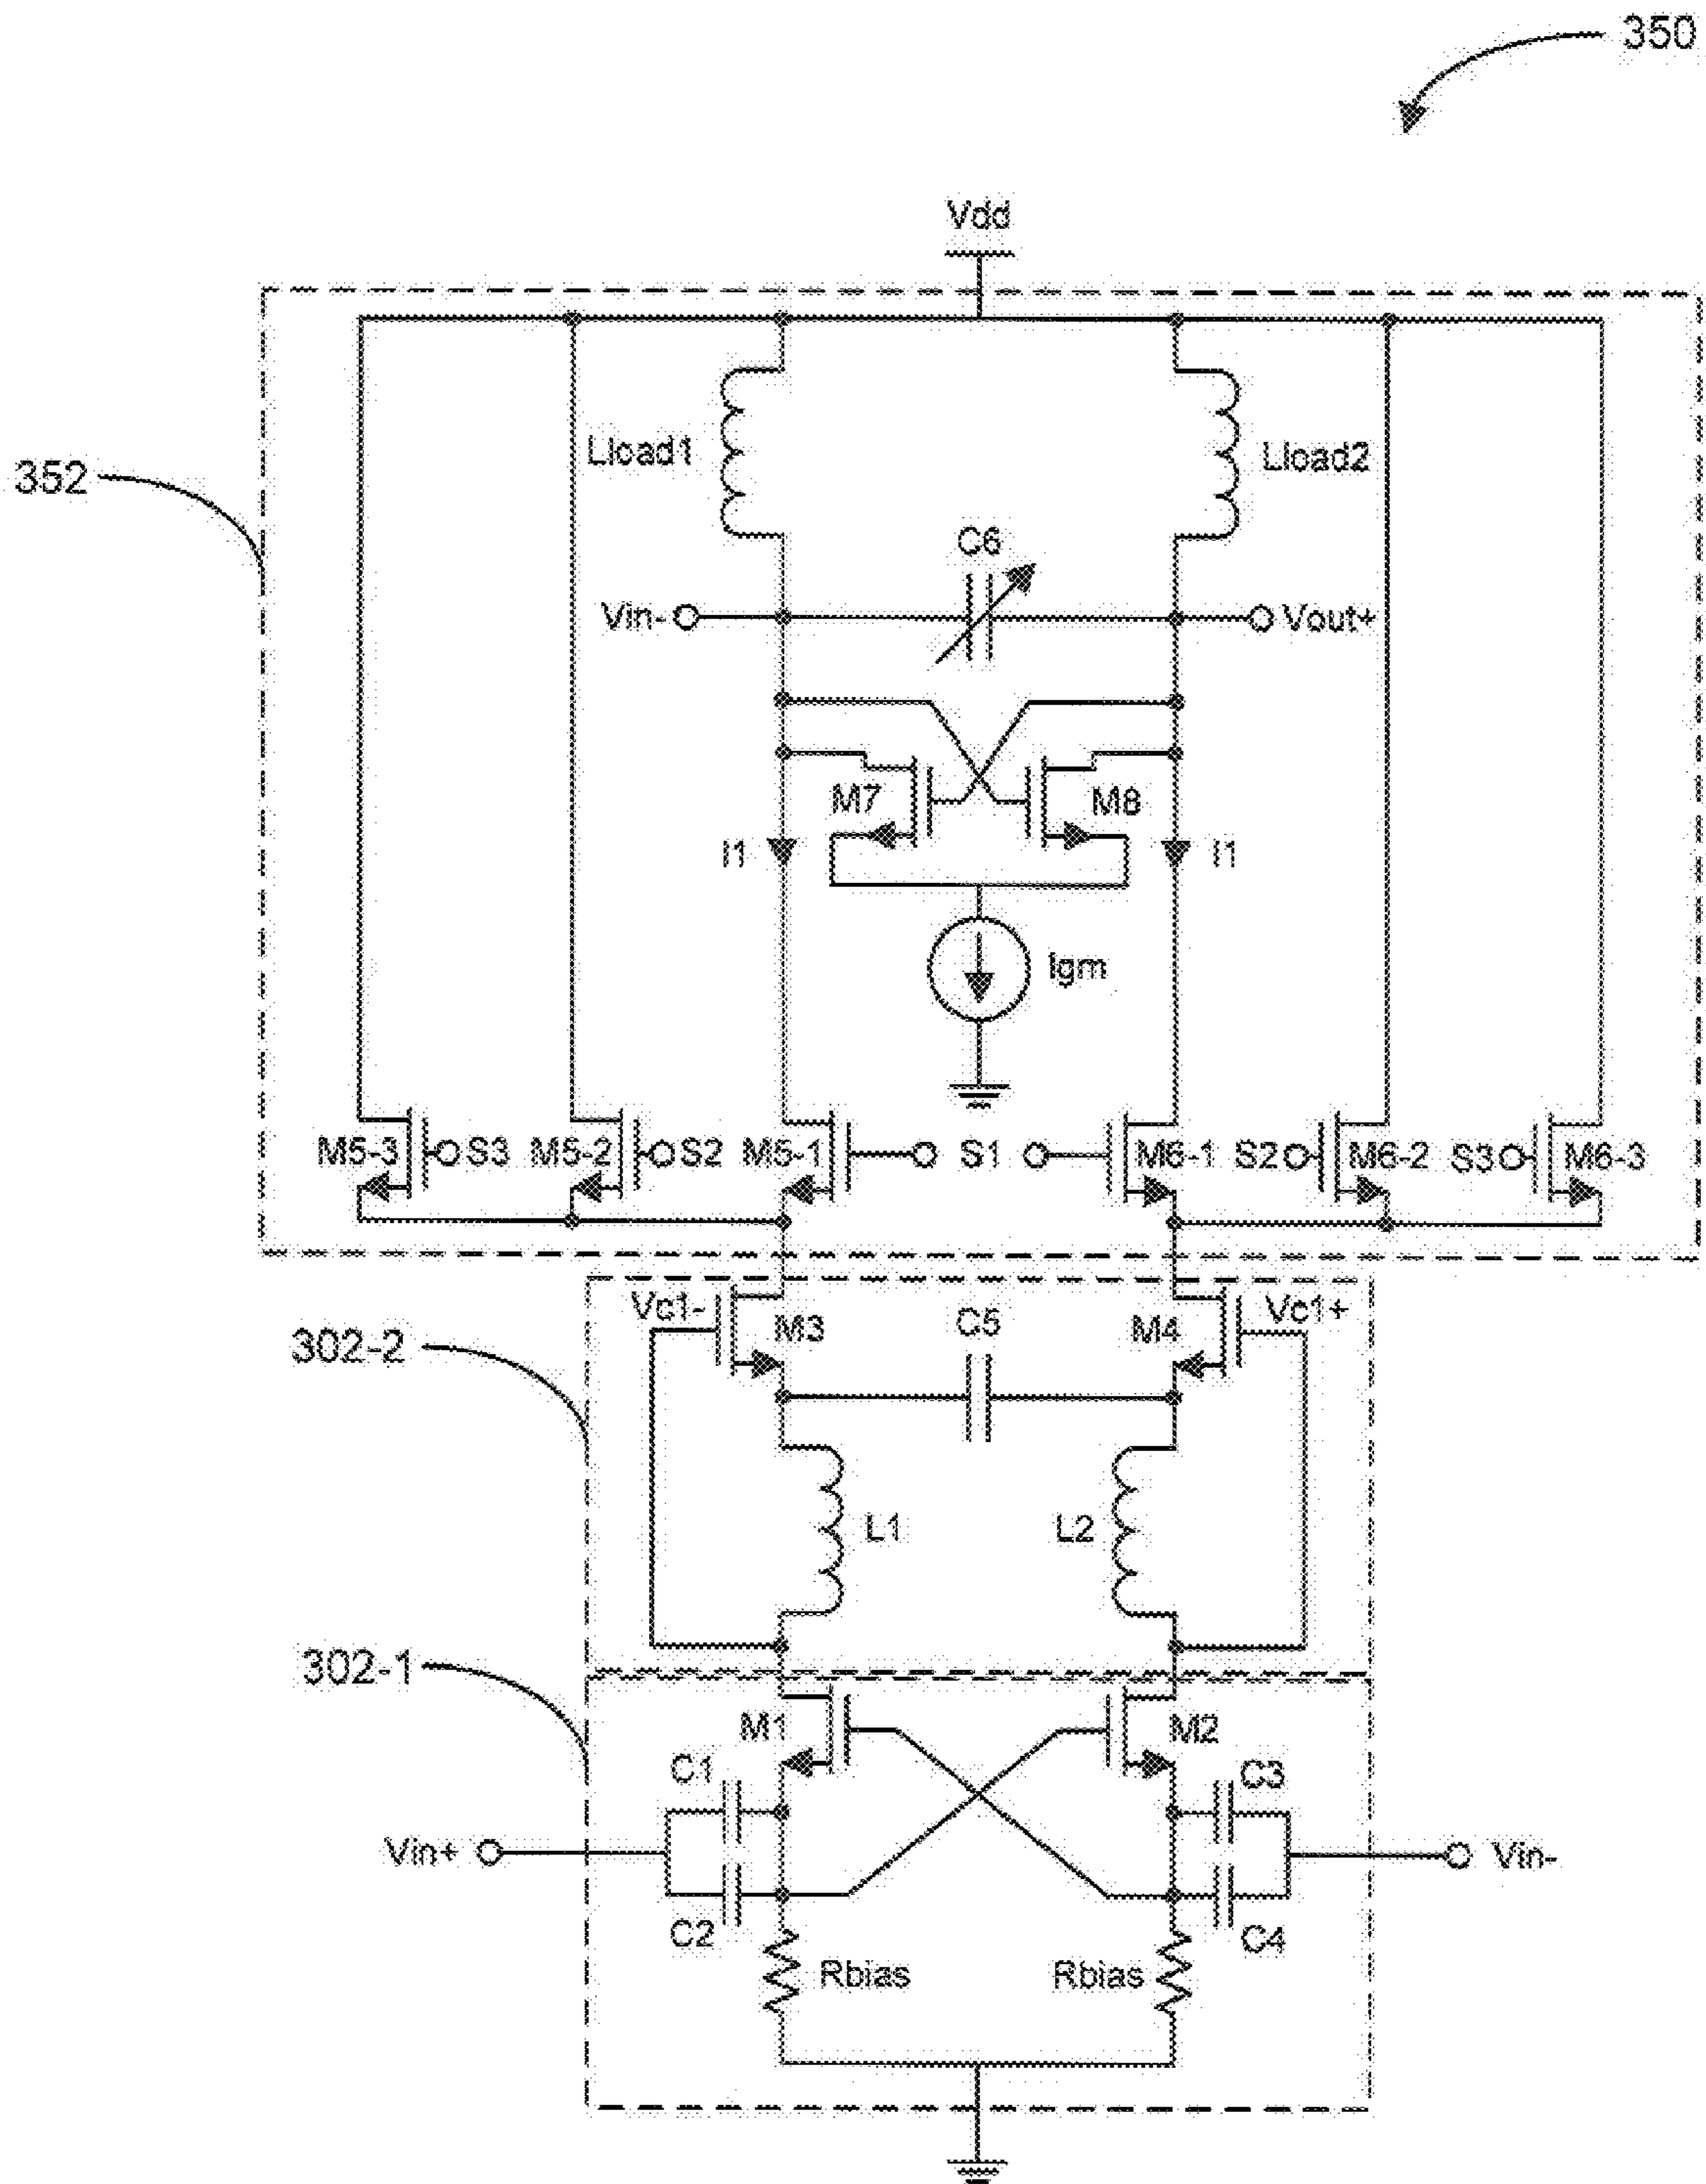 350
Vdd
352
Lload1
Lload2
C6
Vin-
Vout+
M7
M8
I1
I1
Igm
M5-3
S3
M5-2
S2
M5-1
S1
M6-1
S2
M6-2
S3
M6-3
302-2
Vc1-
M3
C5
M4
Vc1+
L1
L2
302-1
M1
M2
C1
C3
Vin+
Vin-
C2
C4
Rbias
Rbias